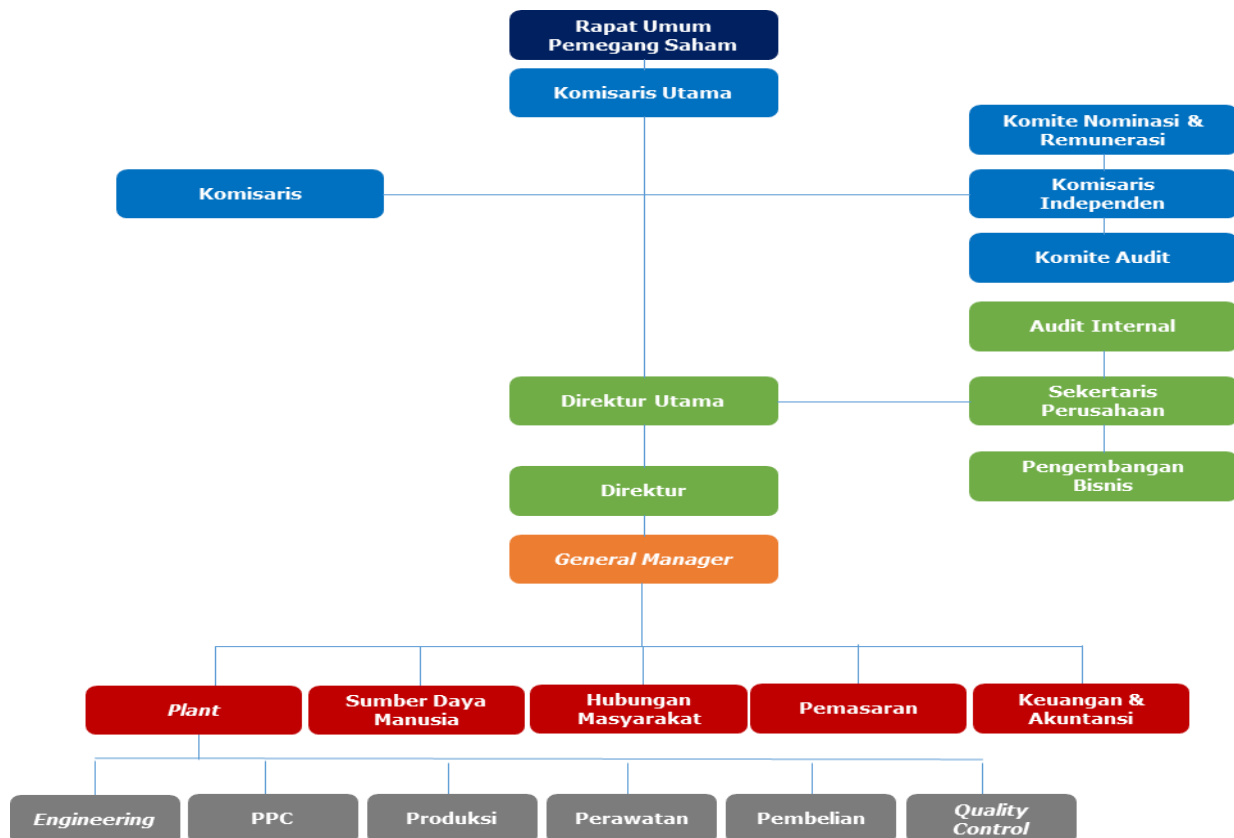 Rapat Umum
Pemegang Saham
Komisaris Utama
Komite Nominasi &
Remunerasi
Komisaris
Komisaris
Independen
Komite Audit
Audit Internal
Direktur Utama
Sekertaris
Perusahaan
Direktur
Pengembangan
Bisnis
General Manager
Plant
Sumber Daya
Manusia
Hubungan
Masyarakat
Pemasaran
Keuangan &
Akuntansi
Engineering
PPC
Produksi
Perawatan
Pembelian
Quality
Control